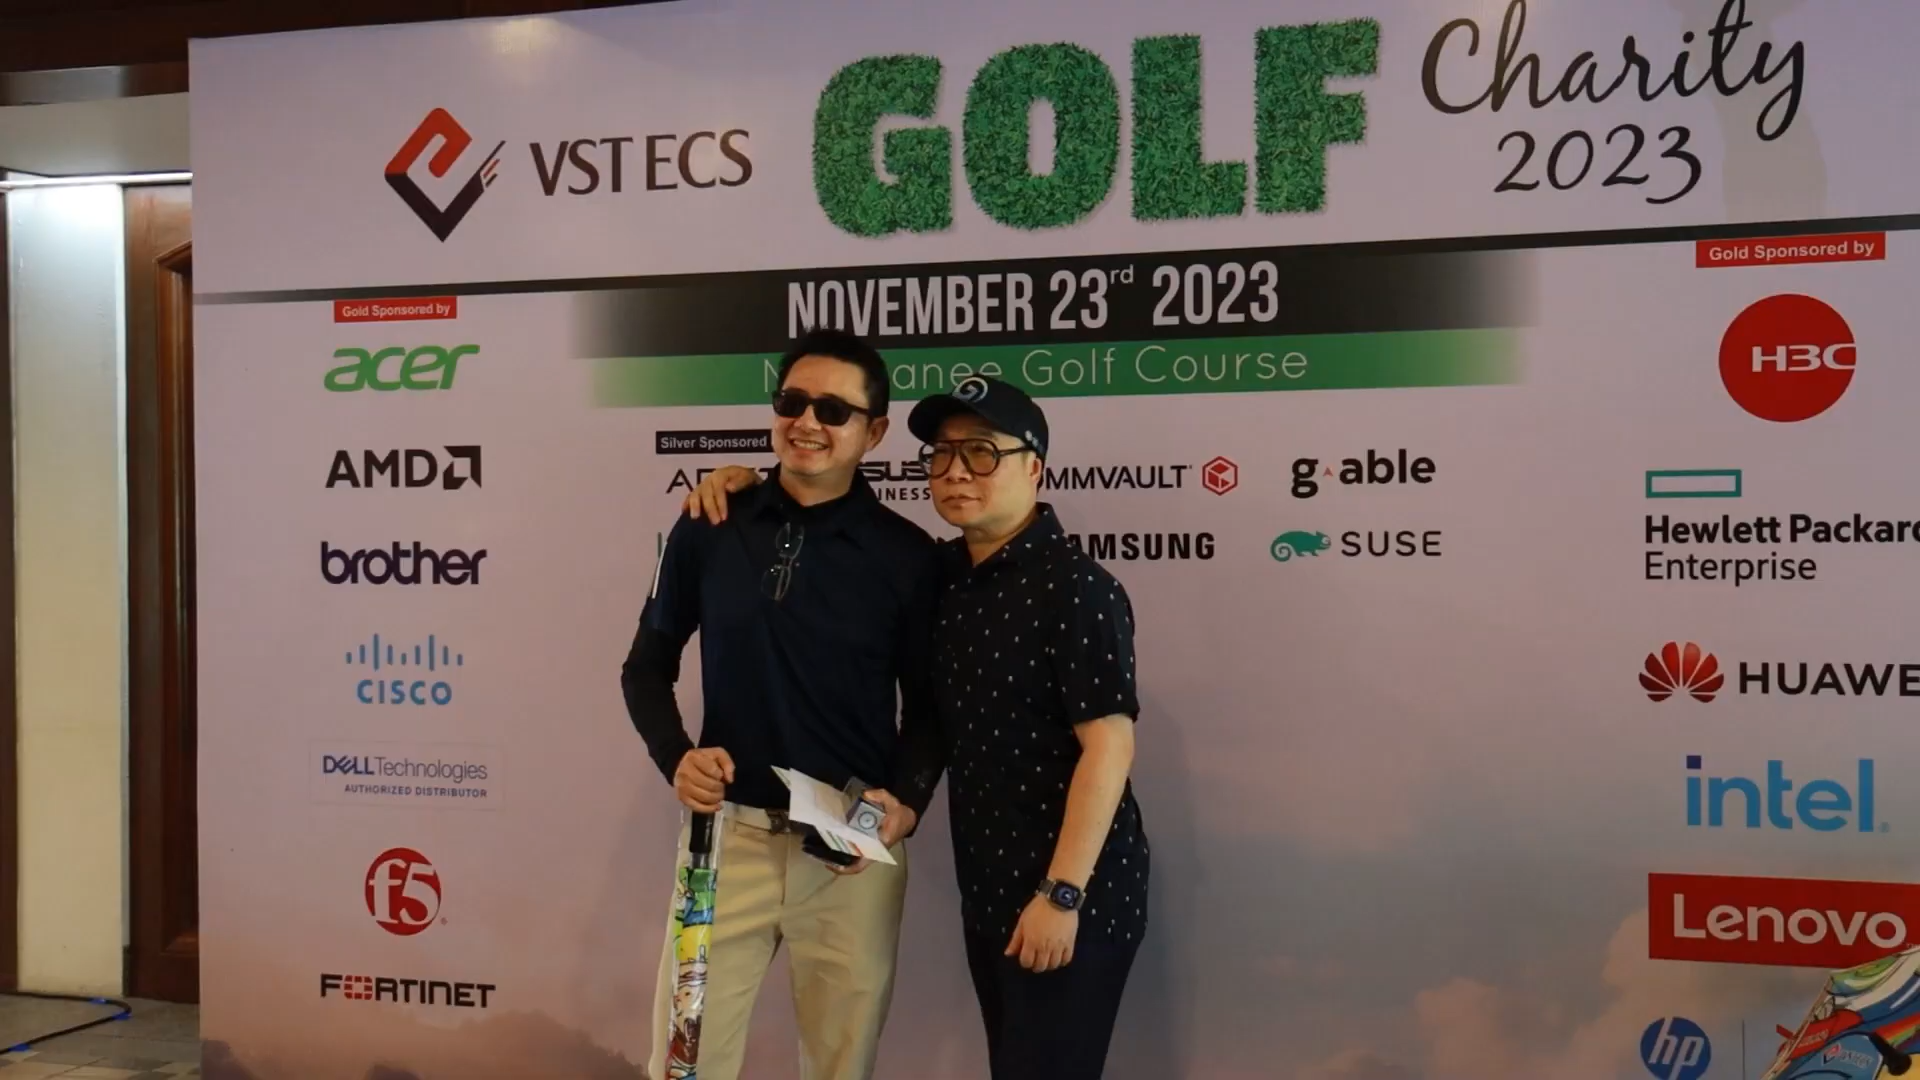 VST ECS
GOLF
Charity
2023
NOVEMBER 23rd 2023
Golf Course
Gold Sponsored by
acer
AMD
brother
CISCO
DELL Technologies
AUTHORIZED DISTRIBUTOR
f5
FORTINET
Silver Sponsored
g able
SUSE
Gold Sponsored by
H3C
Hewlett Packard
Enterprise
HUAWE
intel
Lenovo
hp